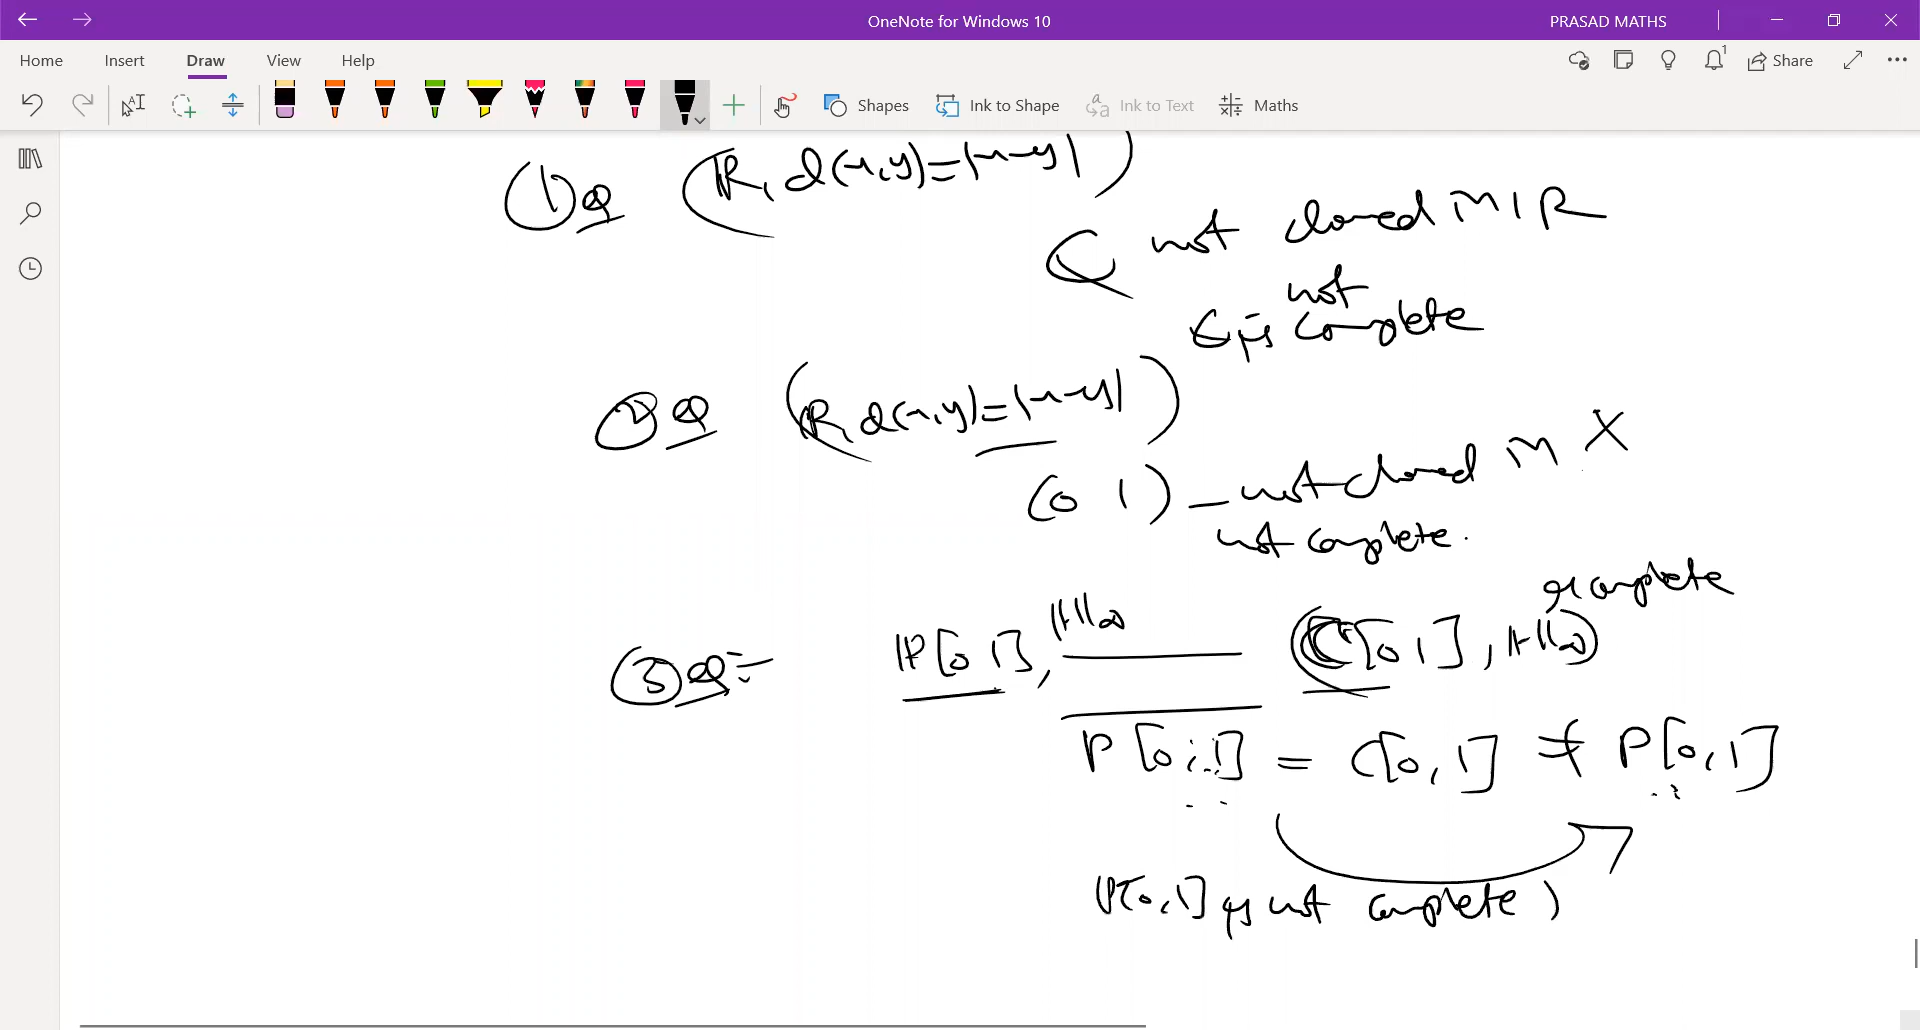 OneNote for Windows 10
PRASAD MATHS
Home Insert Draw View Help
1
Share
Shapes Ink to Shape Ink to Text Maths
① (ℝ, d(x,y)=|x-y|)
not closed in ℝ
not
is complete
② (ℝ, d(x,y)=|x-y|)
(0 1) – not closed in X
not complete.
complete
③ P[0 1], ‖·‖∞ (C[0 1], ‖·‖∞)
P[0,1] = C[0,1] ≠ P[0,1]
P[0,1] is not complete